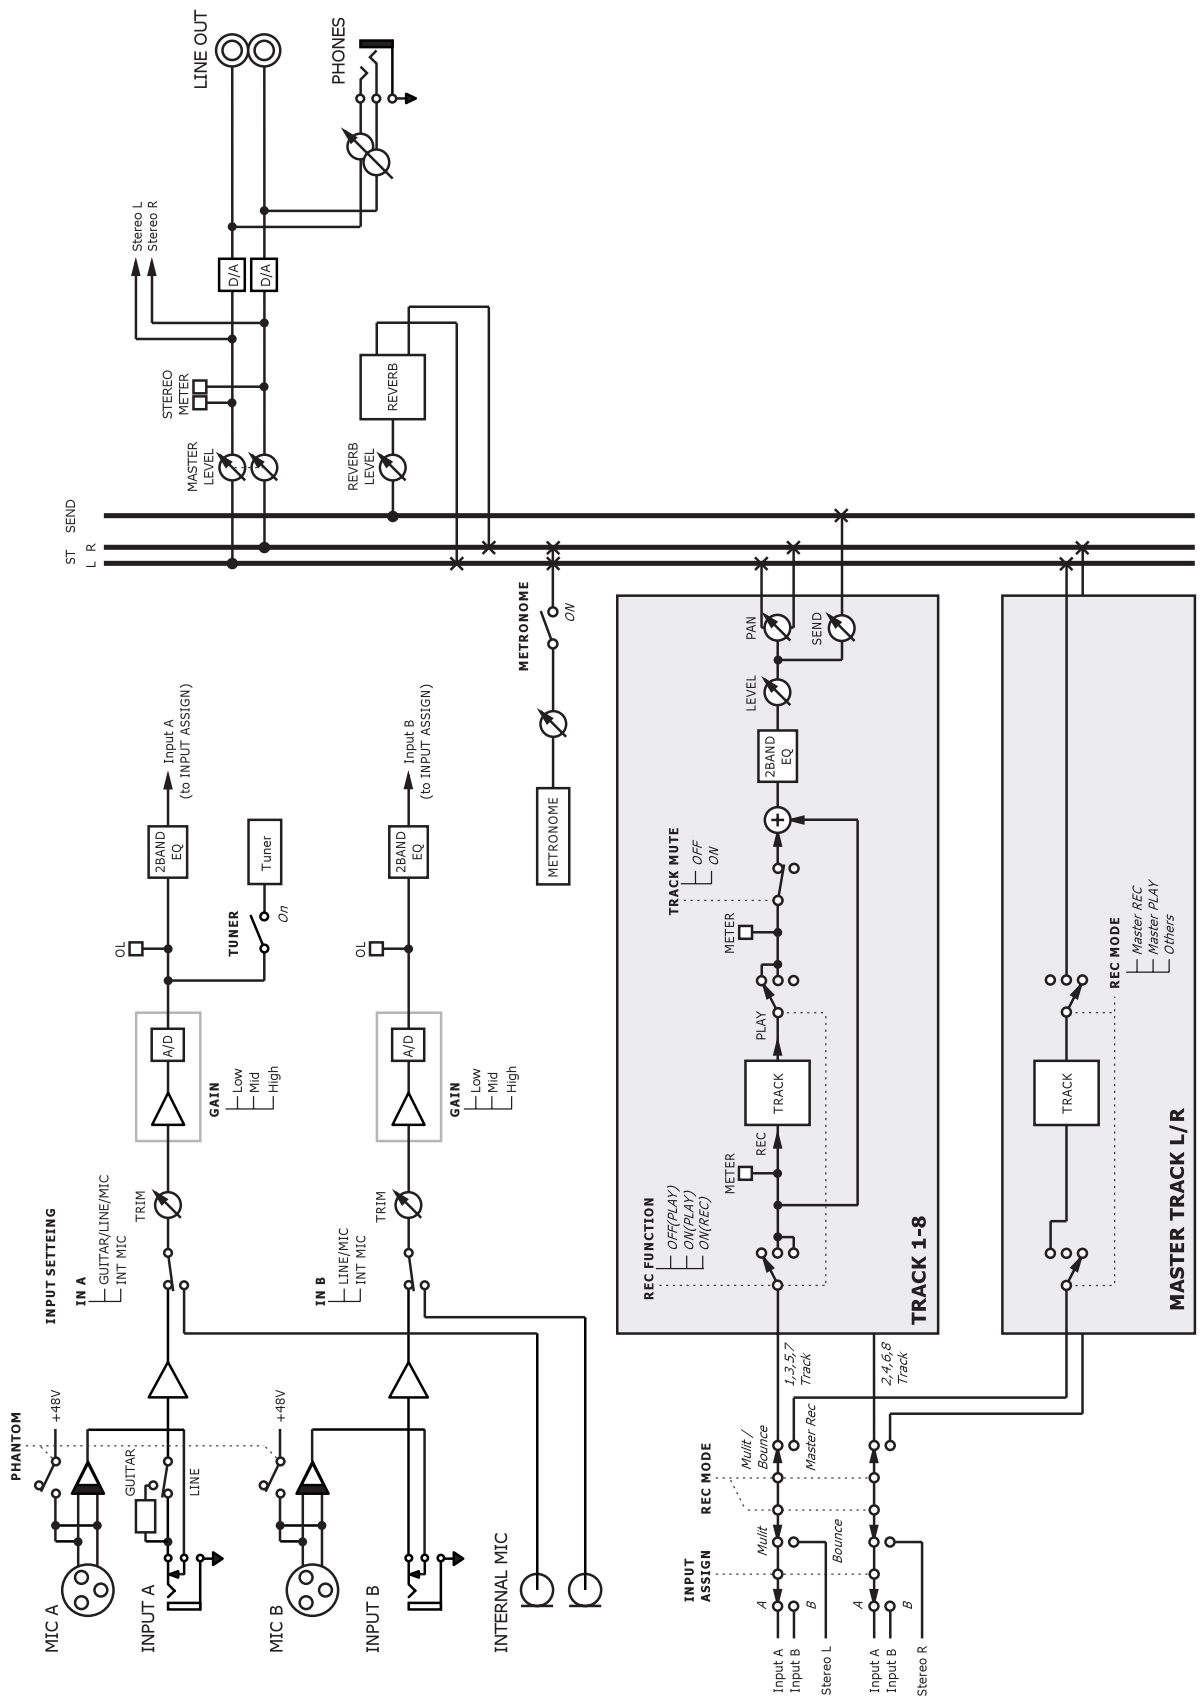 MIC A
INPUT A
MIC B
INPUT B
INTERNAL MIC
PHANTOM
+48V
GUITAR
LINE
+48V
INPUT SETTEING
IN A
GUITAR/LINE/MIC
INT MIC
IN B
LINE/MIC
INT MIC
TRIM
TRIM
GAIN
Low
Mid
High
A/D
GAIN
Low
Mid
High
A/D
OL
OL
TUNER
On
Tuner
2BAND
EQ
2BAND
EQ
Input A
(to INPUT ASSIGN)
Input B
(to INPUT ASSIGN)
METRONOME
METRONOME
ON
ST
L
R
SEND
MASTER
LEVEL
STEREO
METER
REVERB
LEVEL
REVERB
Stereo L
Stereo R
D/A
D/A
LINE OUT
PHONES
Input A
Input B
Stereo L
Input A
Input B
Stereo R
INPUT
ASSIGN
A
B
A
B
Mulit
Bounce
REC MODE
Mulit /
Bounce
Master Rec
1,3,5,7
Track
2,4,6,8
Track
TRACK 1-8
REC FUNCTION
OFF(PLAY)
ON(PLAY)
ON(REC)
METER
REC
TRACK
PLAY
METER
TRACK MUTE
OFF
ON
2BAND
EQ
LEVEL
PAN
SEND
MASTER TRACK L/R
TRACK
REC MODE
Master REC
Master PLAY
Others